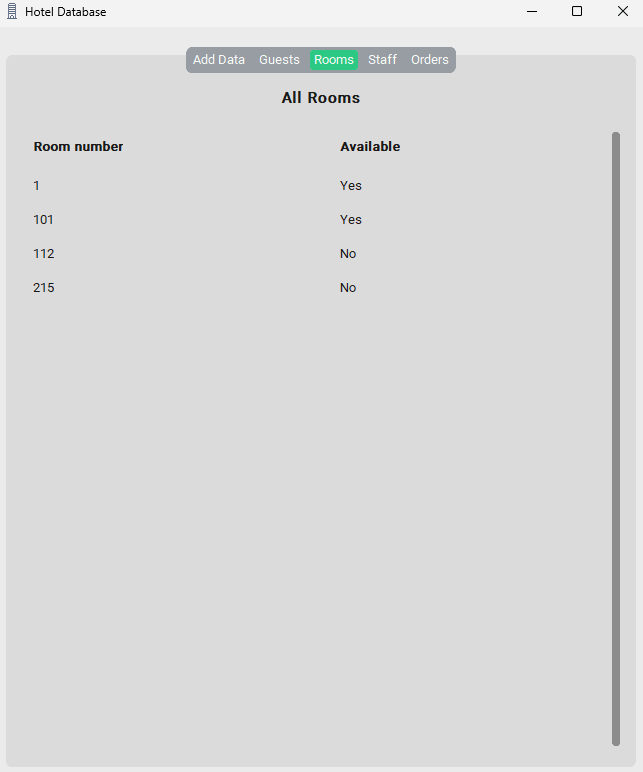 Hotel Database
Add Data Guests Rooms Staff Orders
All Rooms
Room number Available
1 Yes
101 Yes
112 No
215 No